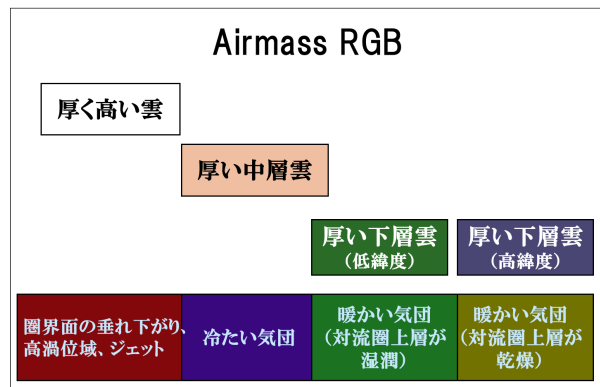 Airmass RGB
厚く高い雲
厚い中層雲
厚い下層雲
(低緯度)
厚い下層雲
(高緯度)
圏界面の垂れ下がり、
高渦位域、ジェット
冷たい気団
暖かい気団
(対流圏上層が
湿潤)
暖かい気団
(対流圏上層が
乾燥)